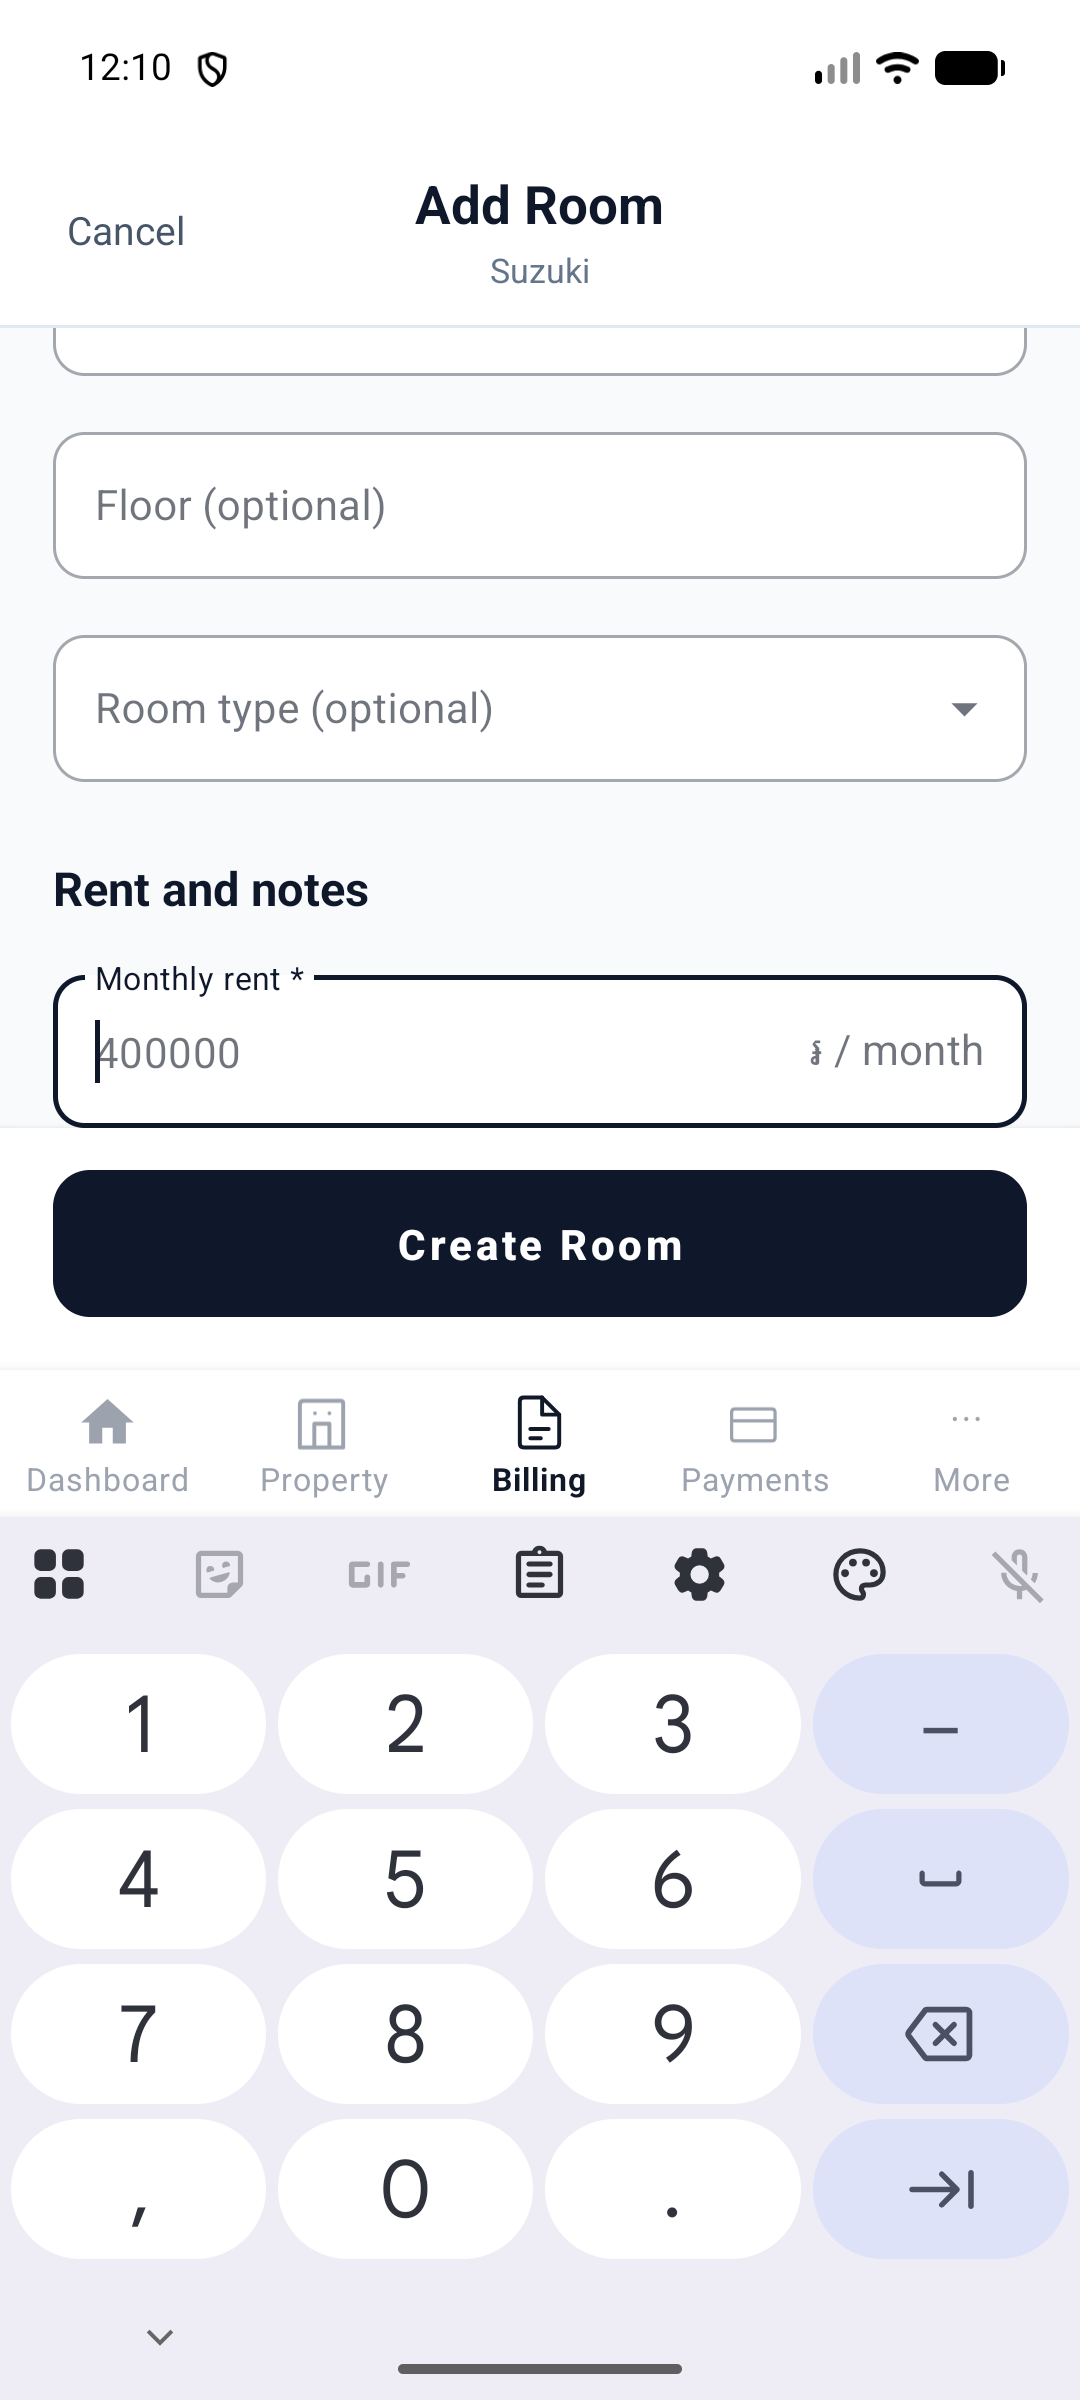 12:10
Cancel
Add Room
Suzuki
Floor (optional)
Room type (optional)
Rent and notes
Monthly rent *
400000
៛ / month
Create Room
Dashboard
Property
Billing
Payments
More
GIF
1 2 3 –
4 5 6
7 8 9
, 0 .